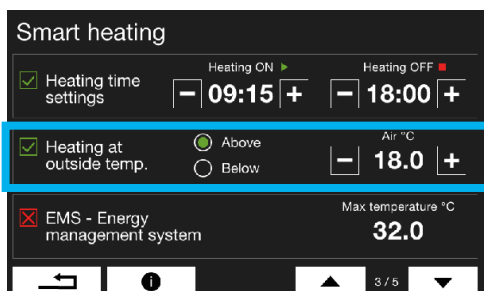 Smart heating
Heating time settings
Heating ON
− 09:15 +
Heating OFF
− 18:00 +
Heating at outside temp.
Above
Below
Air °C
− 18.0 +
EMS - Energy management system
Max temperature °C
32.0
3/5